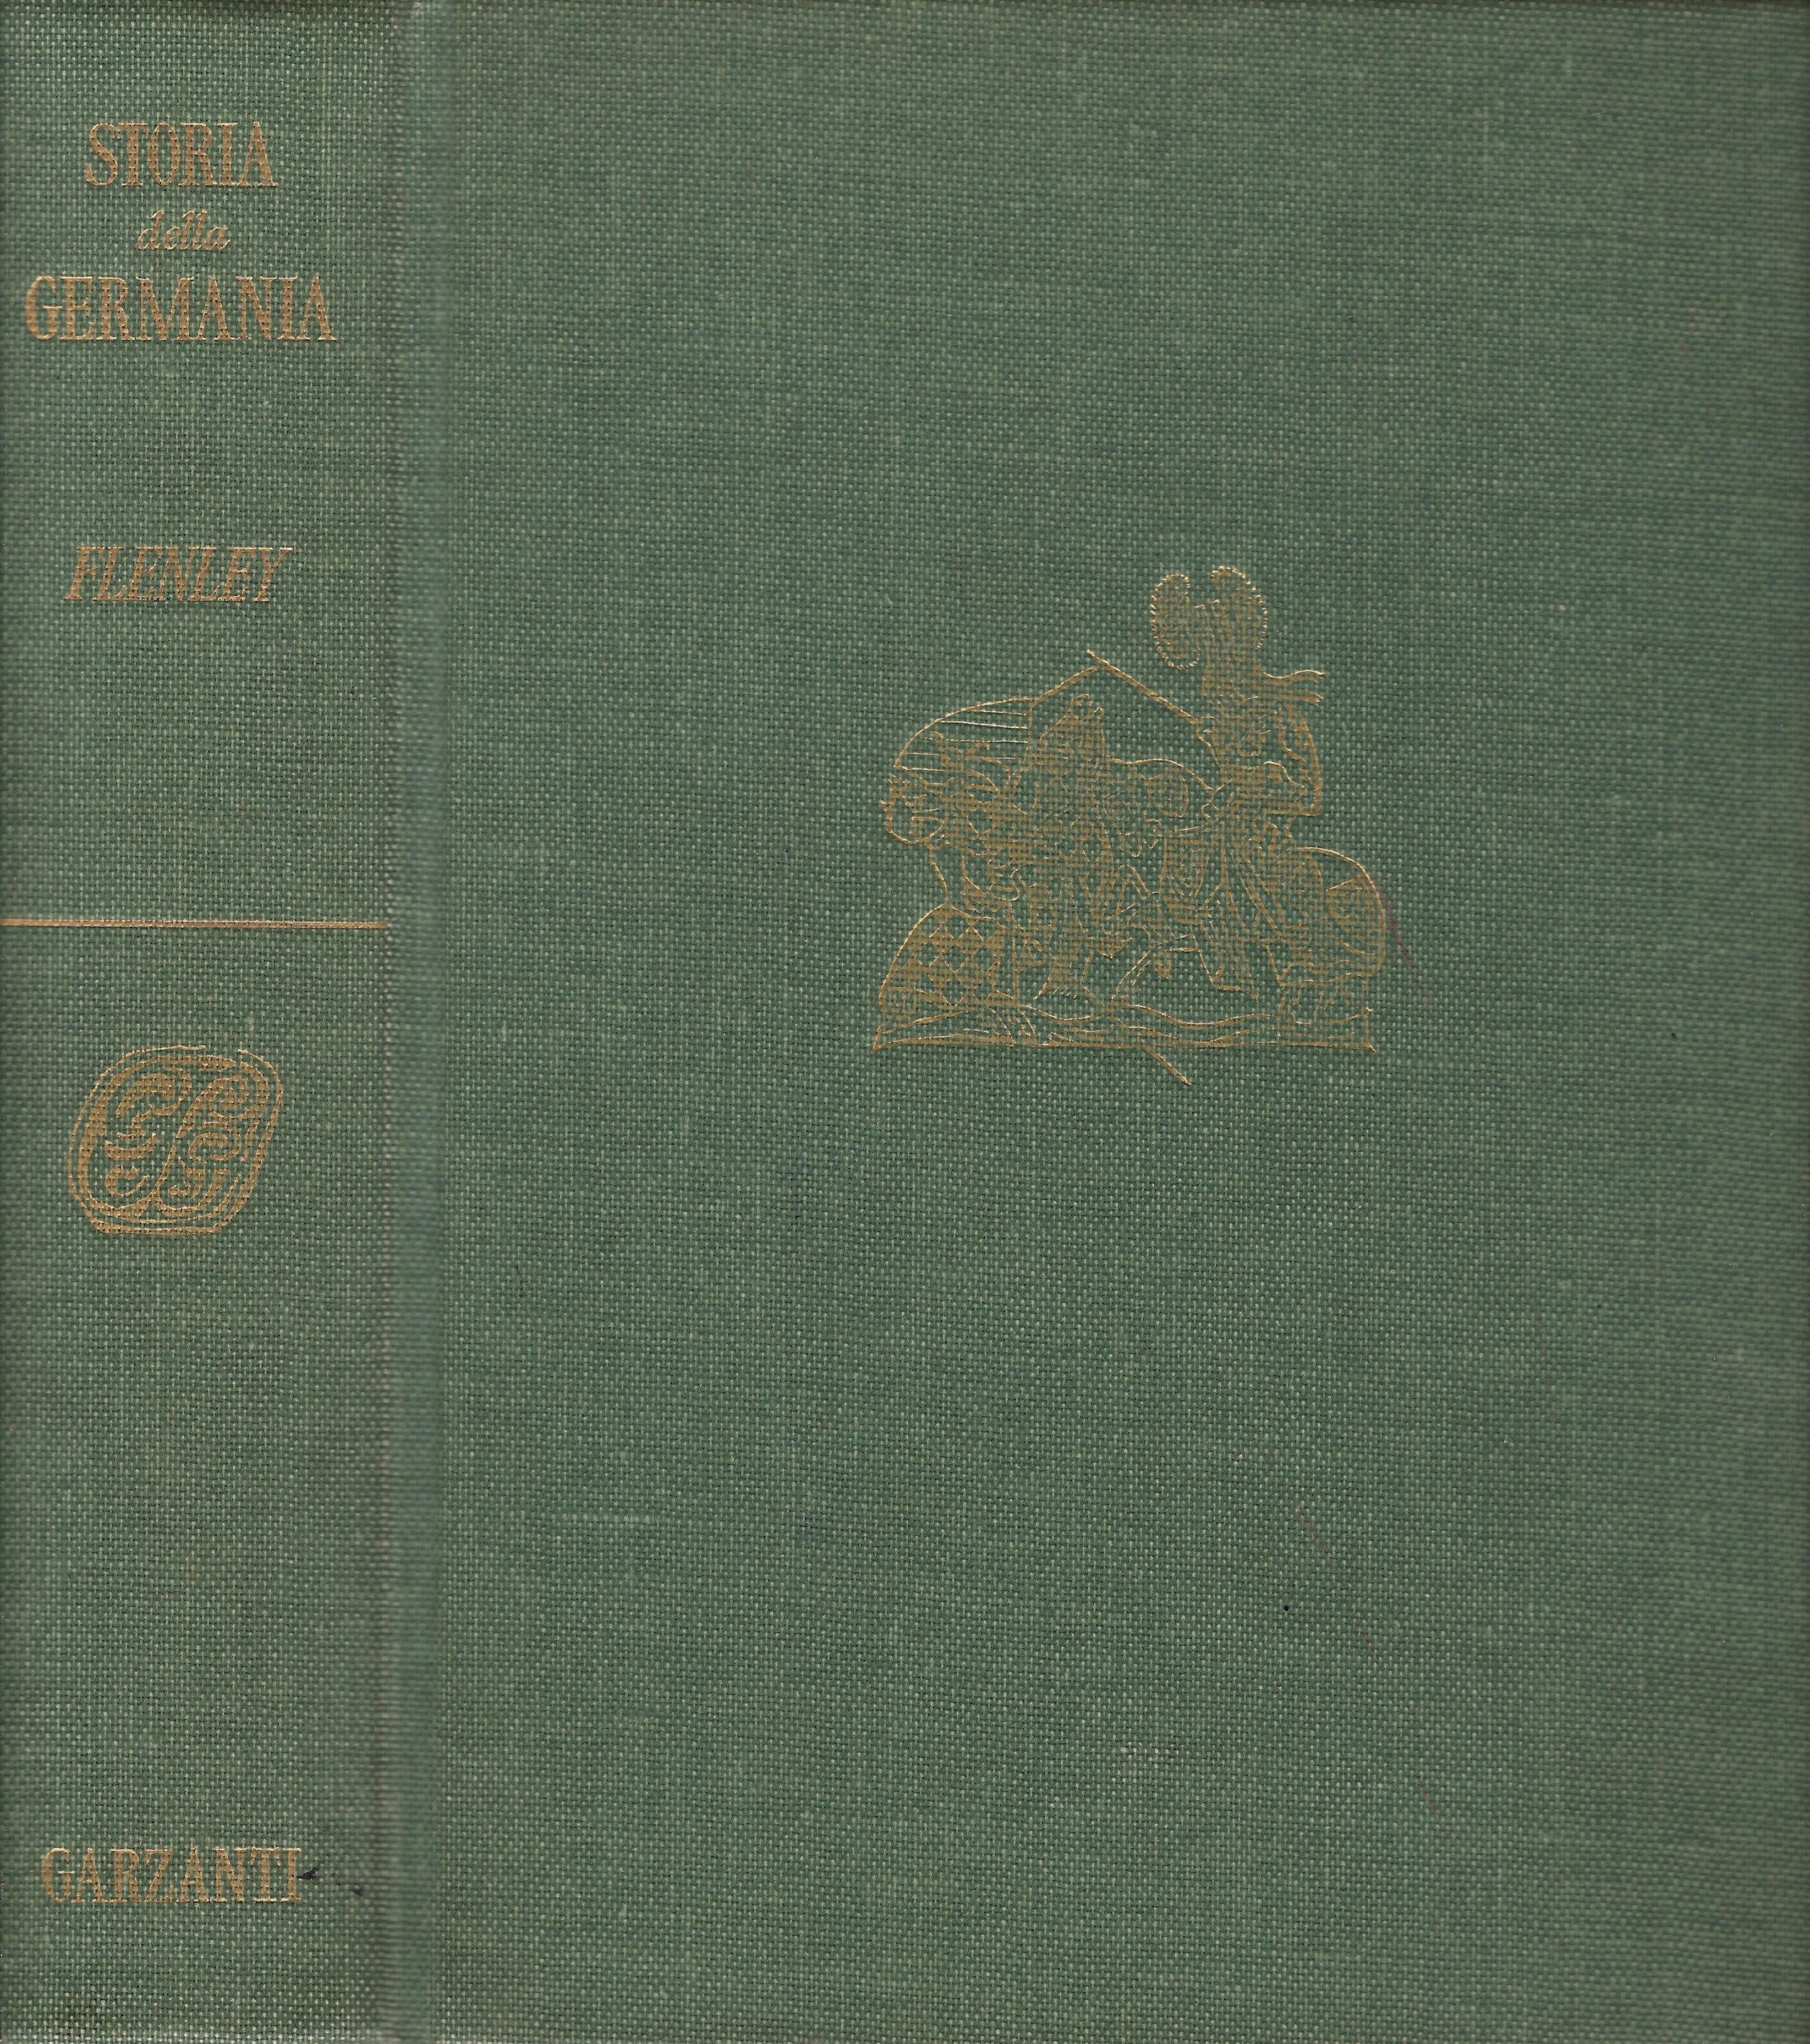 STORIA
della
GERMANIA
FLENLEY
GARZANTI